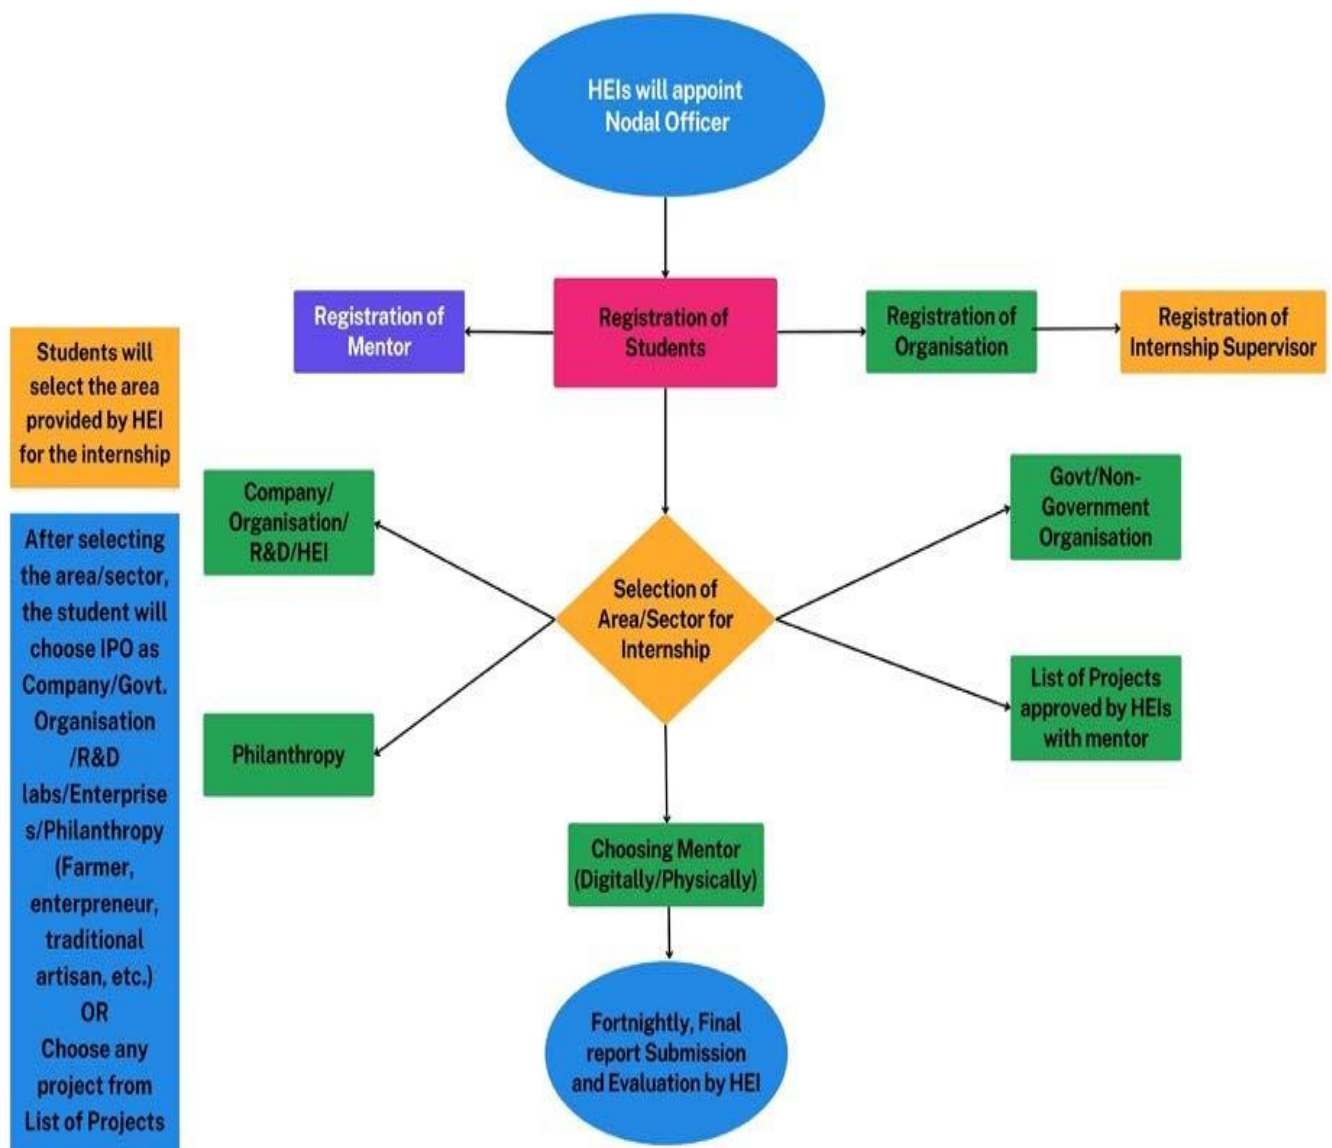 HEIs will appoint
Nodal Officer
Registration of
Mentor
Registration of
Students
Registration of
Organisation
Registration of
Internship Supervisor
Students will
select the area
provided by HEI
for the internship
Company/
Organisation/
R&D/HEI
Govt/Non-
Government
Organisation
After selecting
the area/sector,
the student will
choose IPO as
Company/Govt.
Organisation
/R&D
labs/Enterprise
s/Philanthropy
(Farmer,
enterpreneur,
traditional
artisan, etc.)
OR
Choose any
project from
List of Projects
Selection of
Area/Sector for
Internship
Philanthropy
List of Projects
approved by HEIs
with mentor
Choosing Mentor
(Digitally/Physically)
Fortnightly, Final
report Submission
and Evaluation by HEI